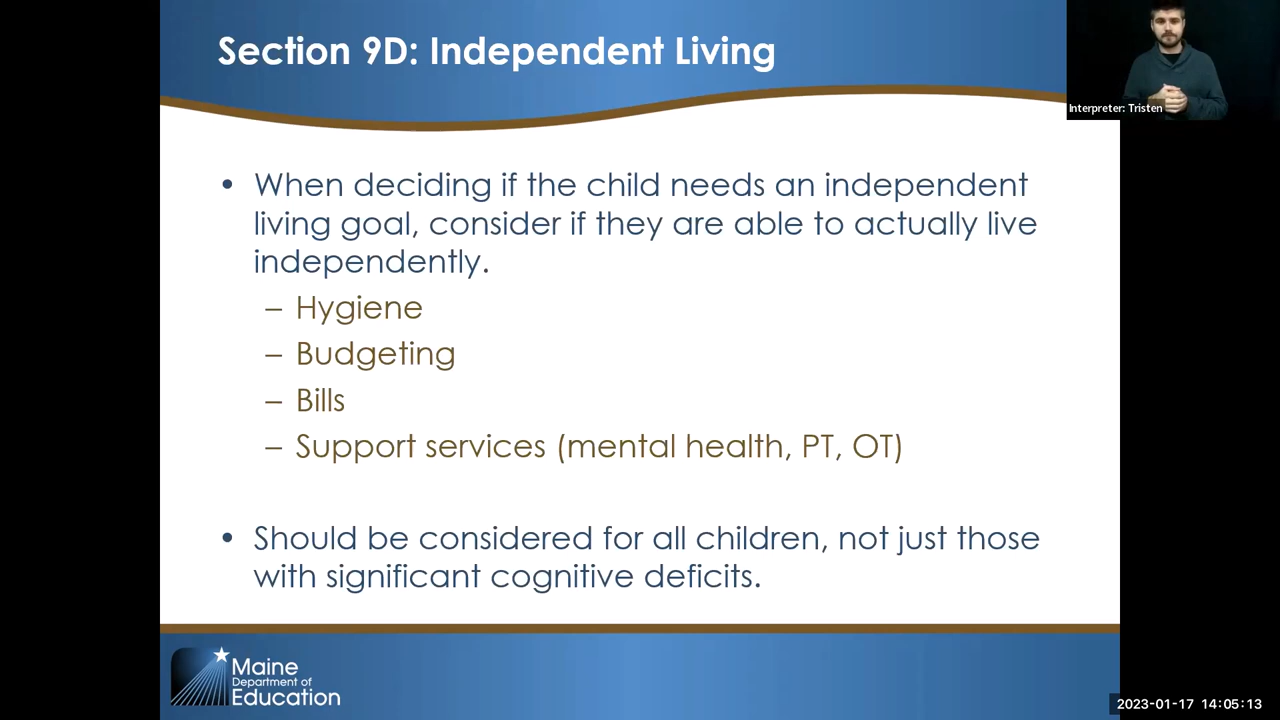 Section 9D: Independent Living
Interpreter: Tristen
• When deciding if the child needs an independent
living goal, consider if they are able to actually live
independently.
– Hygiene
– Budgeting
– Bills
– Support services (mental health, PT, OT)
• Should be considered for all children, not just those
with significant cognitive deficits.
Maine
Department of
Education
2023-01-17 14:05:13